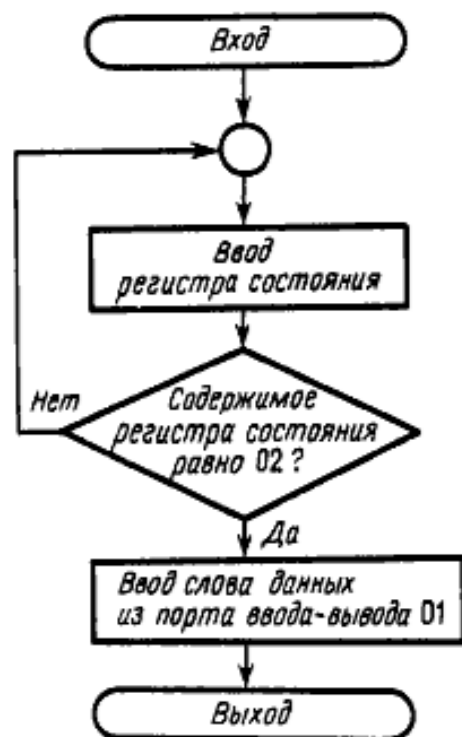 Вход
Ввод
регистра состояния
Нет
Содержимое
регистра состояния
равно 02?
Да
Ввод слова данных
из порта ввода-вывода 01
Выход